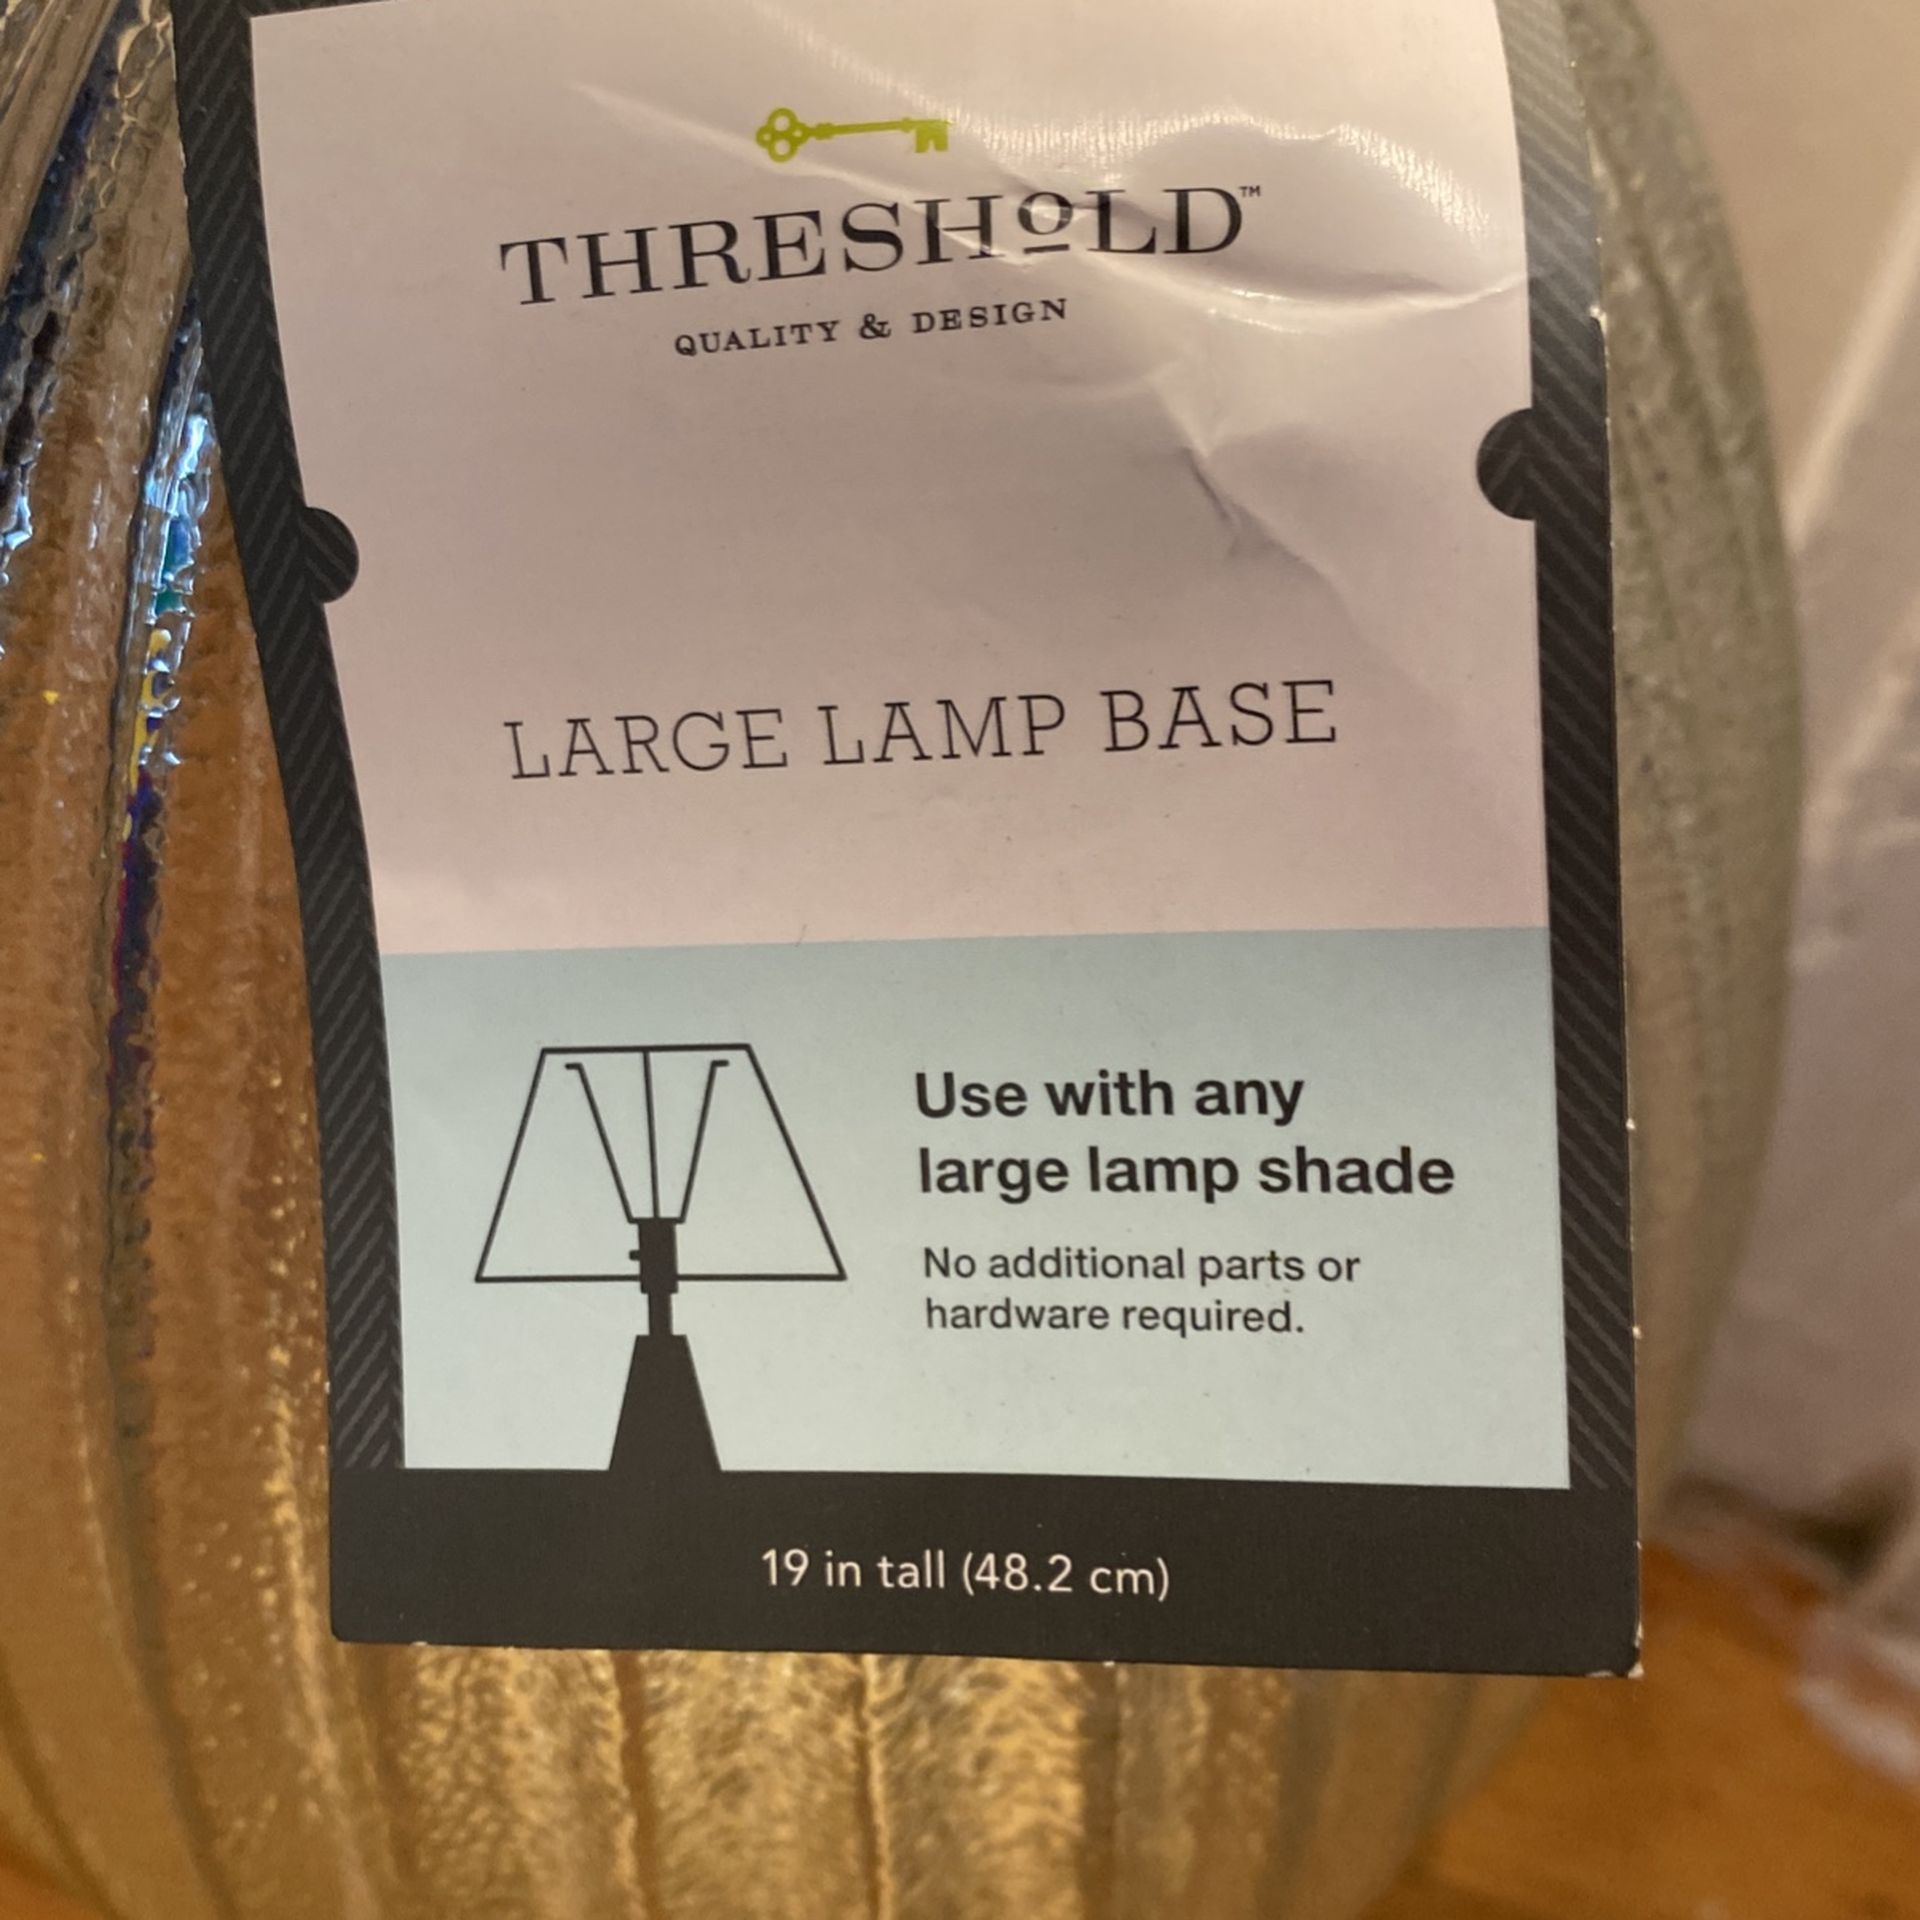 THRESHOLD™
QUALITY & DESIGN
LARGE LAMP BASE
Use with any
large lamp shade
No additional parts or
hardware required.
19 in tall (48.2 cm)